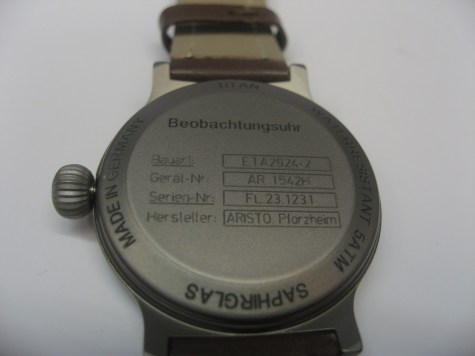 TITAN
WATERRESISTANT 5ATM
SAPHIRGLAS
MADE IN GERMANY
Beobachtungsuhr
Bauart: ETA2824-2
Gerät-Nr: AR 1542H
Serien-Nr: FL.23.1231
Hersteller: ARISTO Pforzheim